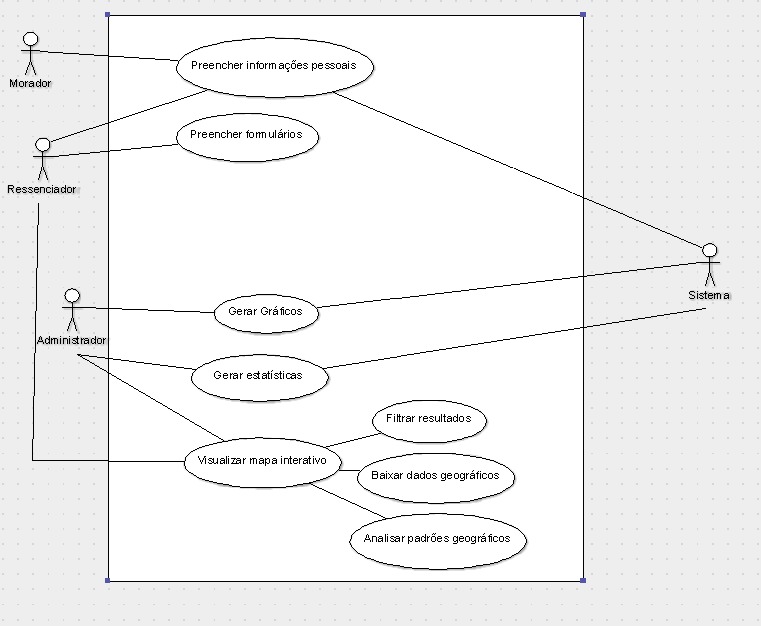 Preencher informações pessoais
Morador
Preencher formulários
Ressenciador
Sistema
Gerar Gráficos
Administrador
Gerar estatísticas
Filtrar resultados
Visualizar mapa interativo
Baixar dados geográficos
Analisar padrões geográficos